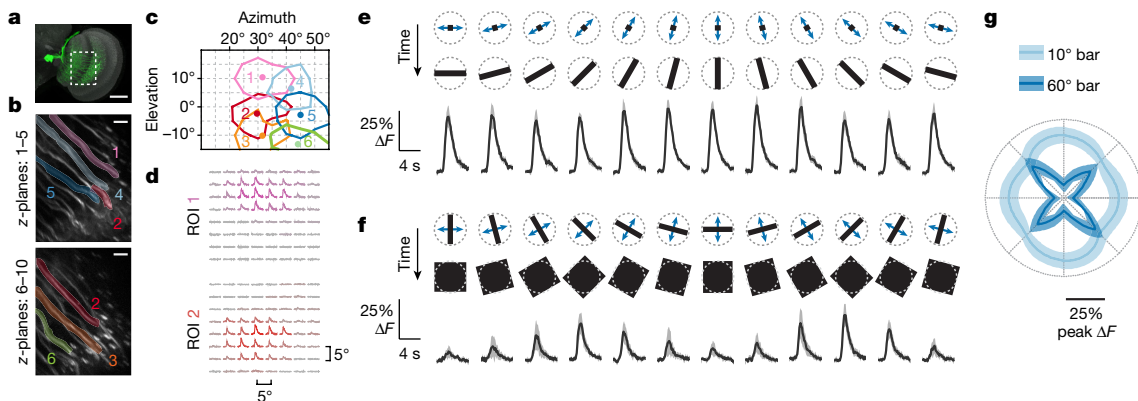 a
b
z-planes: 1–5
1
5
4
2
z-planes: 6–10
2
6
3
c
Azimuth
20° 30° 40° 50°
Elevation
10°
0°
−10°
1
4
2
5
3
6
d
ROI 1
ROI 2
5°
5°
e
Time
25%
ΔF
4 s
f
Time
25%
ΔF
4 s
g
10° bar
60° bar
25%
peak ΔF